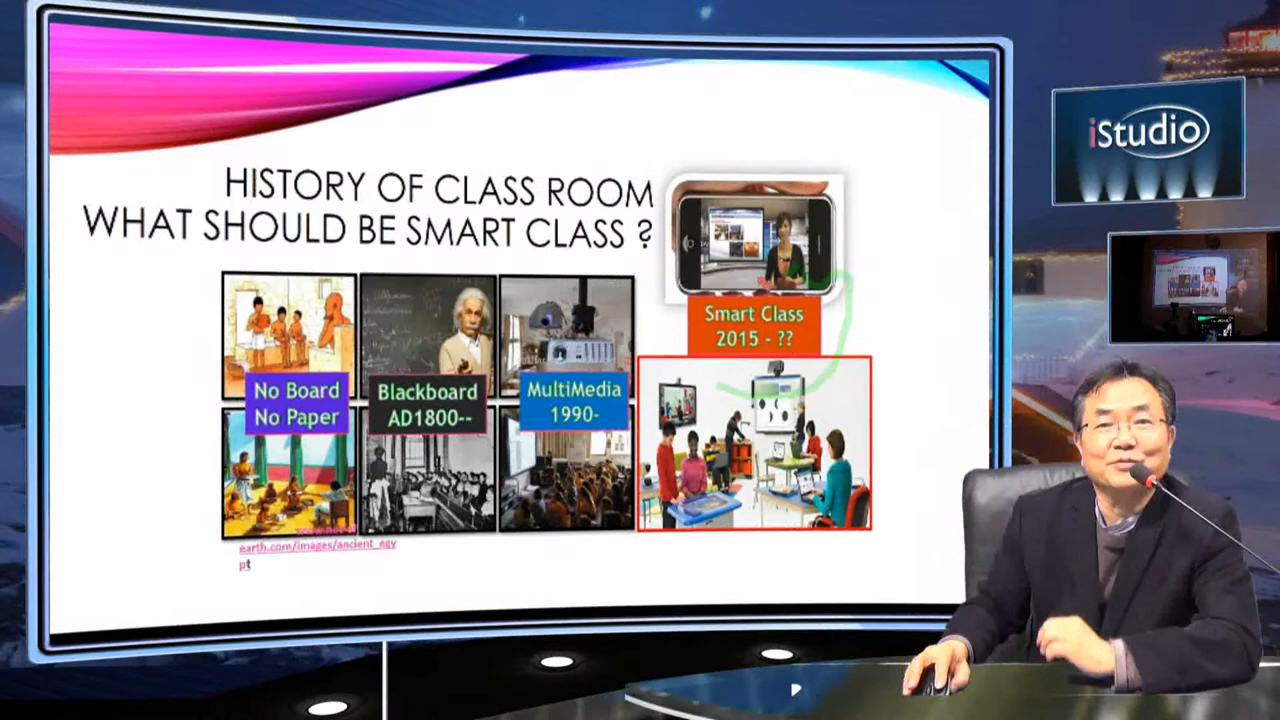 HISTORY OF CLASS ROOM
WHAT SHOULD BE SMART CLASS ?
iStudio
Smart Class
2015 - ??
No Board
No Paper
Blackboard
AD1800--
MultiMedia
1990-
earth.com/images/ancient_egy
pt